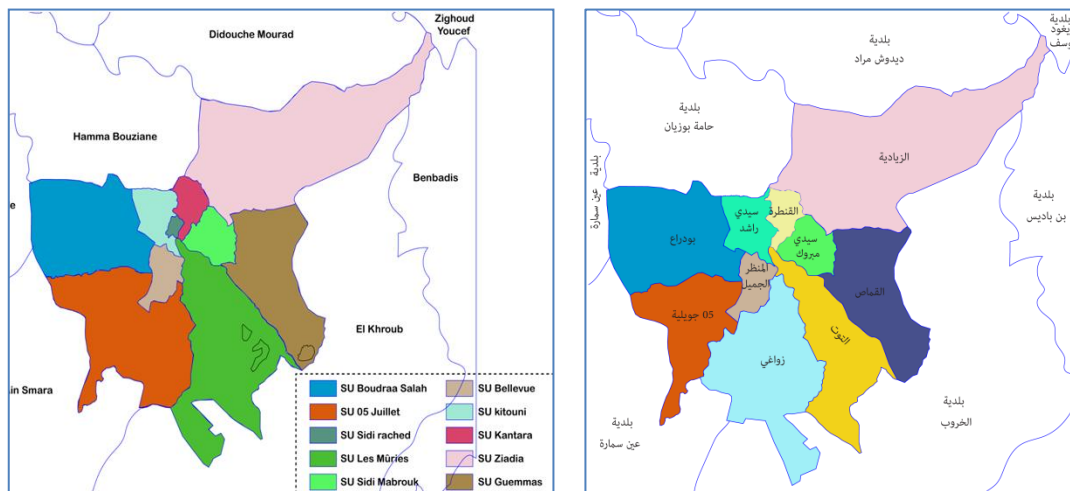 Zighoud
Youcef
Didouche Mourad
Hamma Bouziane
Benbadis
e
El Khroub
in Smara
SU Boudraa Salah
SU 05 Juillet
SU Sidi rached
SU Les Mûries
SU Sidi Mabrouk
SU Bellevue
SU kitouni
SU Kantara
SU Ziadia
SU Guemmas
بلدية
يغود
وسف
بلدية
ديدوش مراد
بلدية
حامة بوزيان
الزيادية
بلدية عين سمارة
بلدية
بن باديس
القنطرة
سيدي
راشد
سيدي
مبروك
بودراع
المنظر
الجميل
القماص
05 جويلية
التوت
زواغي
بلدية
الخروب
بلدية
عين سمارة